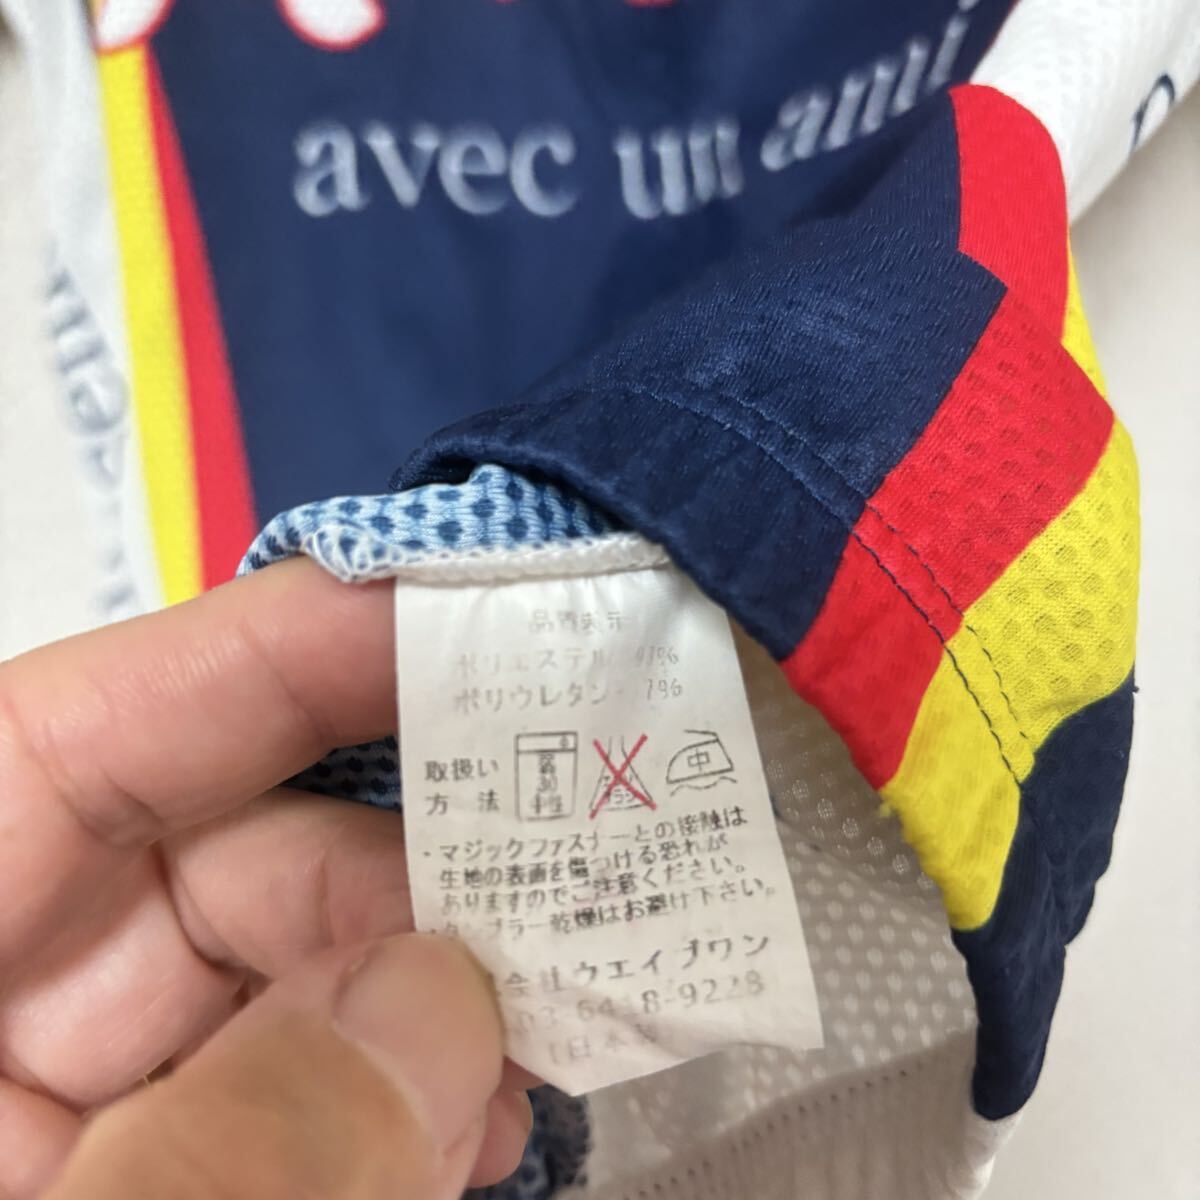 avec un ami
品質表示
ポリエステル 93%
ポリウレタン 7%
取扱い
方 法
中
・マジックファスナーとの接触は
生地の表面を傷つける恐れが
ありますのでご注意ください。
・タンブラー乾燥はお避け下さい。
会社ウエイブワン
03-6418-9228
日本製